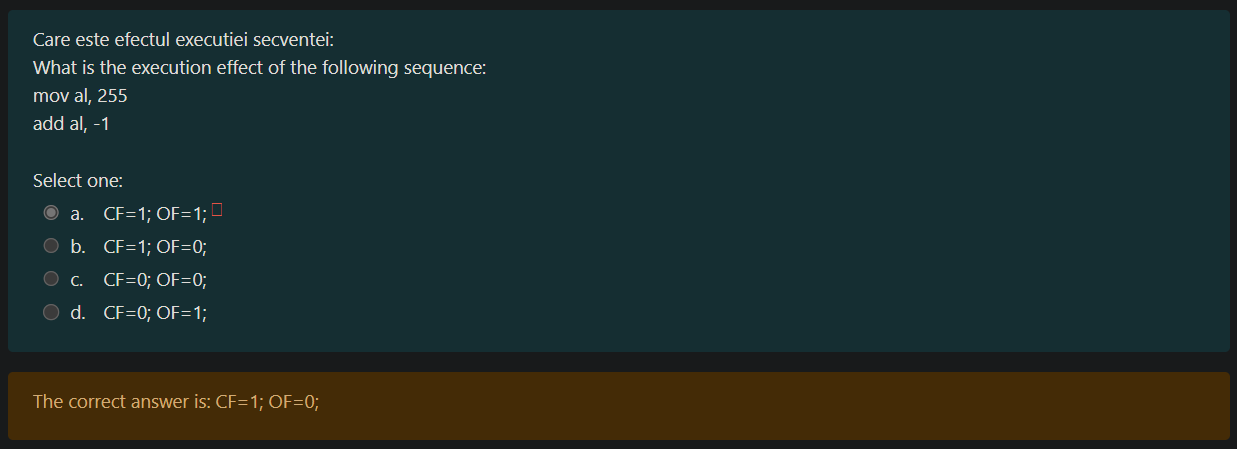 Care este efectul executiei secventei:
What is the execution effect of the following sequence:
mov al, 255
add al, -1
Select one:
a. CF=1; OF=1;
b. CF=1; OF=0;
c. CF=0; OF=0;
d. CF=0; OF=1;
The correct answer is: CF=1; OF=0;